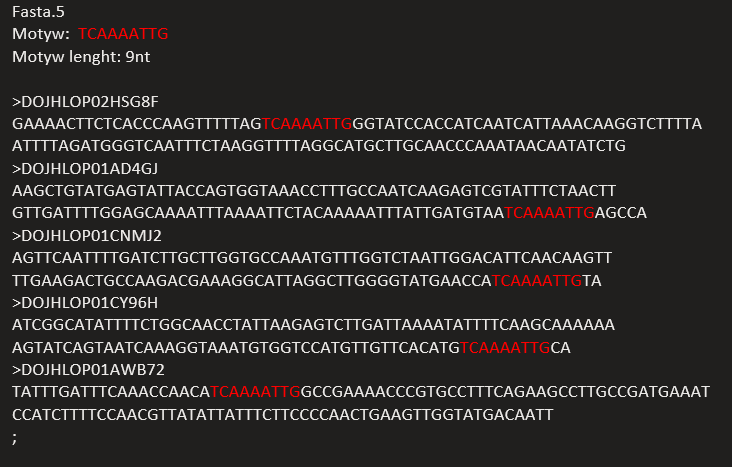 Fasta.5
Motyw: TCAAAATTG
Motyw lenght: 9nt
>DOJHLOP02HSG8F
GAAAACTTCTCACCCAAGTTTTTAGTCAAAATTGGGTATCCACCATCAATCATTAAACAAGGTCTTTTA
ATTTTAGATGGGTCAATTTCTAAGGTTTTAGGCATGCTTGCAACCCAAATAACAATATCTG
>DOJHLOP01AD4GJ
AAGCTGTATGAGTATTACCAGTGGTAAACCTTTGCCAATCAAGAGTCGTATTTCTAACTT
GTTGATTTTGGAGCAAAATTTAAAATTCTACAAAAATTTATTGATGTAATCAAAATTGAGCCA
>DOJHLOP01CNMJ2
AGTTCAATTTTGATCTTGCTTGGTGCCAAATGTTTGGTCTAATTGGACATTCAACAAGTT
TTGAAGACTGCCAAGACGAAAGGCATTAGGCTTGGGGTATGAACCATCAAAATTGTA
>DOJHLOP01CY96H
ATCGGCATATTTTCTGGCAACCTATTAAGAGTCTTGATTAAAATATTTTCAAGCAAAAAA
AGTATCAGTAATCAAAGGTAAATGTGGTCCATGTTGTTCACATGTCAAAATTGCA
>DOJHLOP01AWB72
TATTTGATTTCAAACCAACATCAAAATTGGGCCGAAAACCCGTGCCTTTCAGAAGCCTTGCCGATGAAAT
CCATCTTTTCCAACGTTATATTATTTCTTCCCCAACTGAAGTTGGTATGACAATT
;